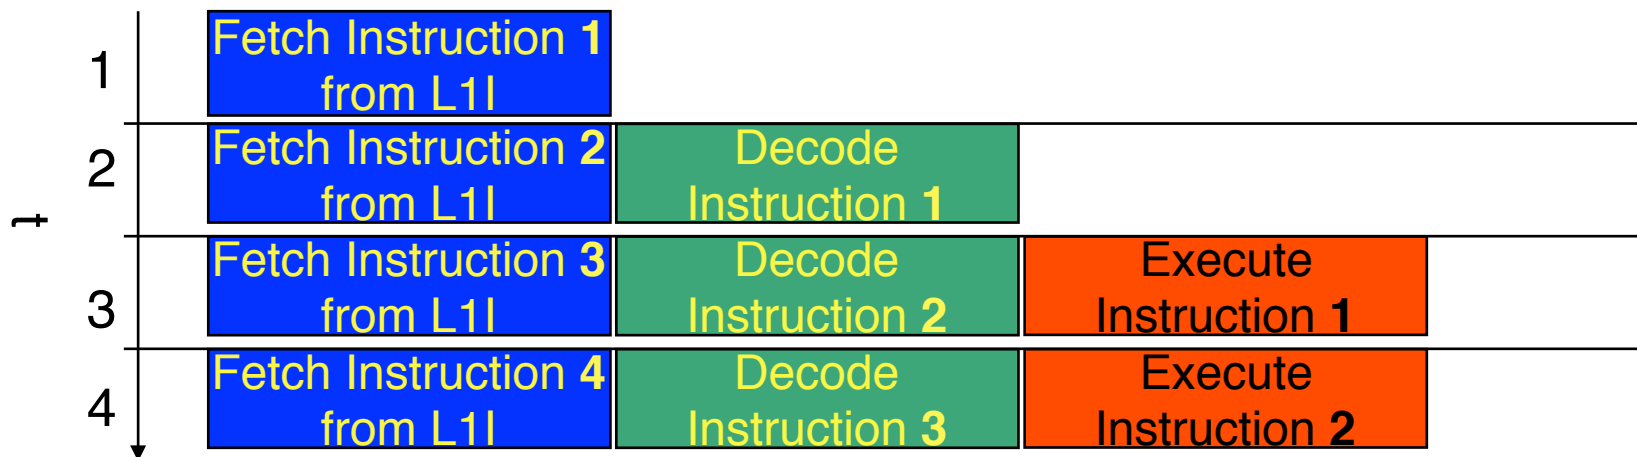 1
Fetch Instruction 1
from L1I
2
Fetch Instruction 2
from L1I
Decode
Instruction 1
t
3
Fetch Instruction 3
from L1I
Decode
Instruction 2
Execute
Instruction 1
4
Fetch Instruction 4
from L1I
Decode
Instruction 3
Execute
Instruction 2